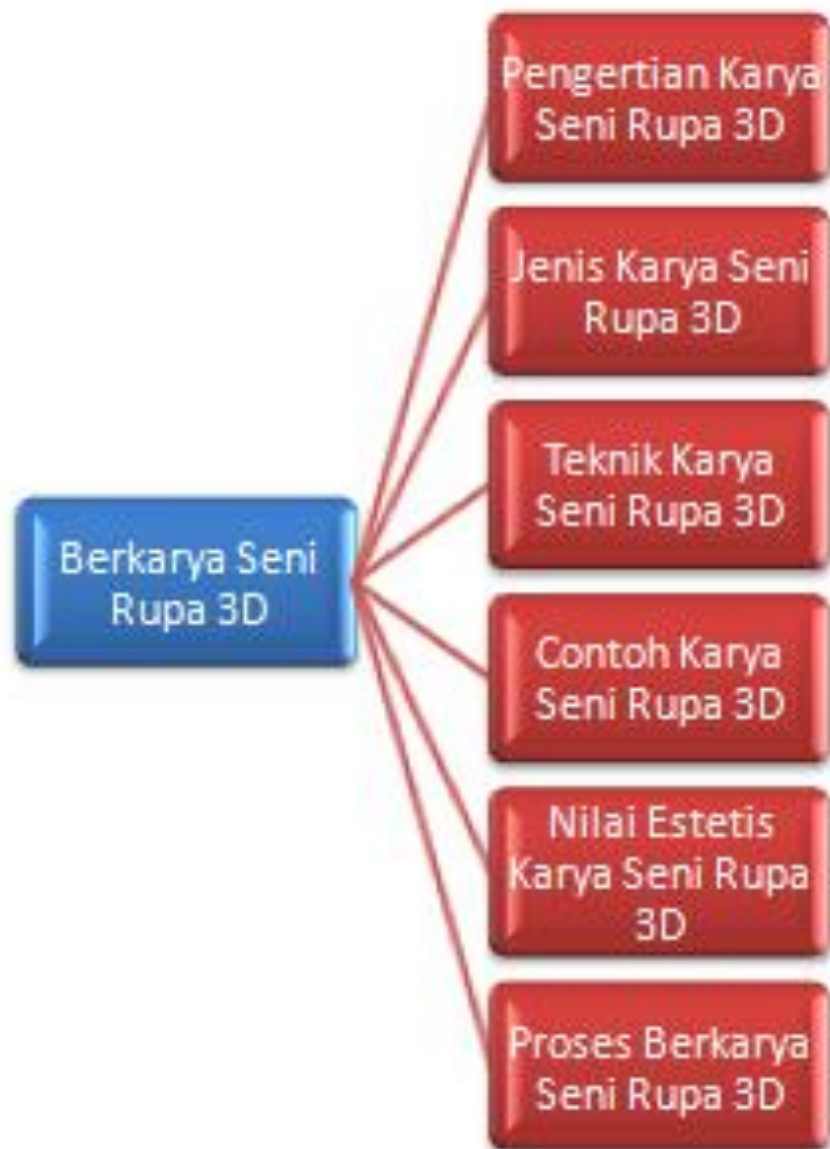 Pengertian Karya
Seni Rupa 3D
Jenis Karya Seni
Rupa 3D
Teknik Karya
Seni Rupa 3D
Berkarya Seni
Rupa 3D
Contoh Karya
Seni Rupa 3D
Nilai Estetis
Karya Seni Rupa
3D
Proses Berkarya
Seni Rupa 3D